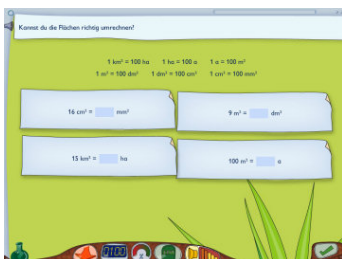 Kannst du die Flächen richtig umrechnen?
1 km² = 100 ha 1 ha = 100 a 1 a = 100 m²
1 m² = 100 dm² 1 dm² = 100 cm² 1 cm² = 100 mm²
16 cm² = mm²
9 m² = dm²
15 km² = ha
100 m² = a
0100